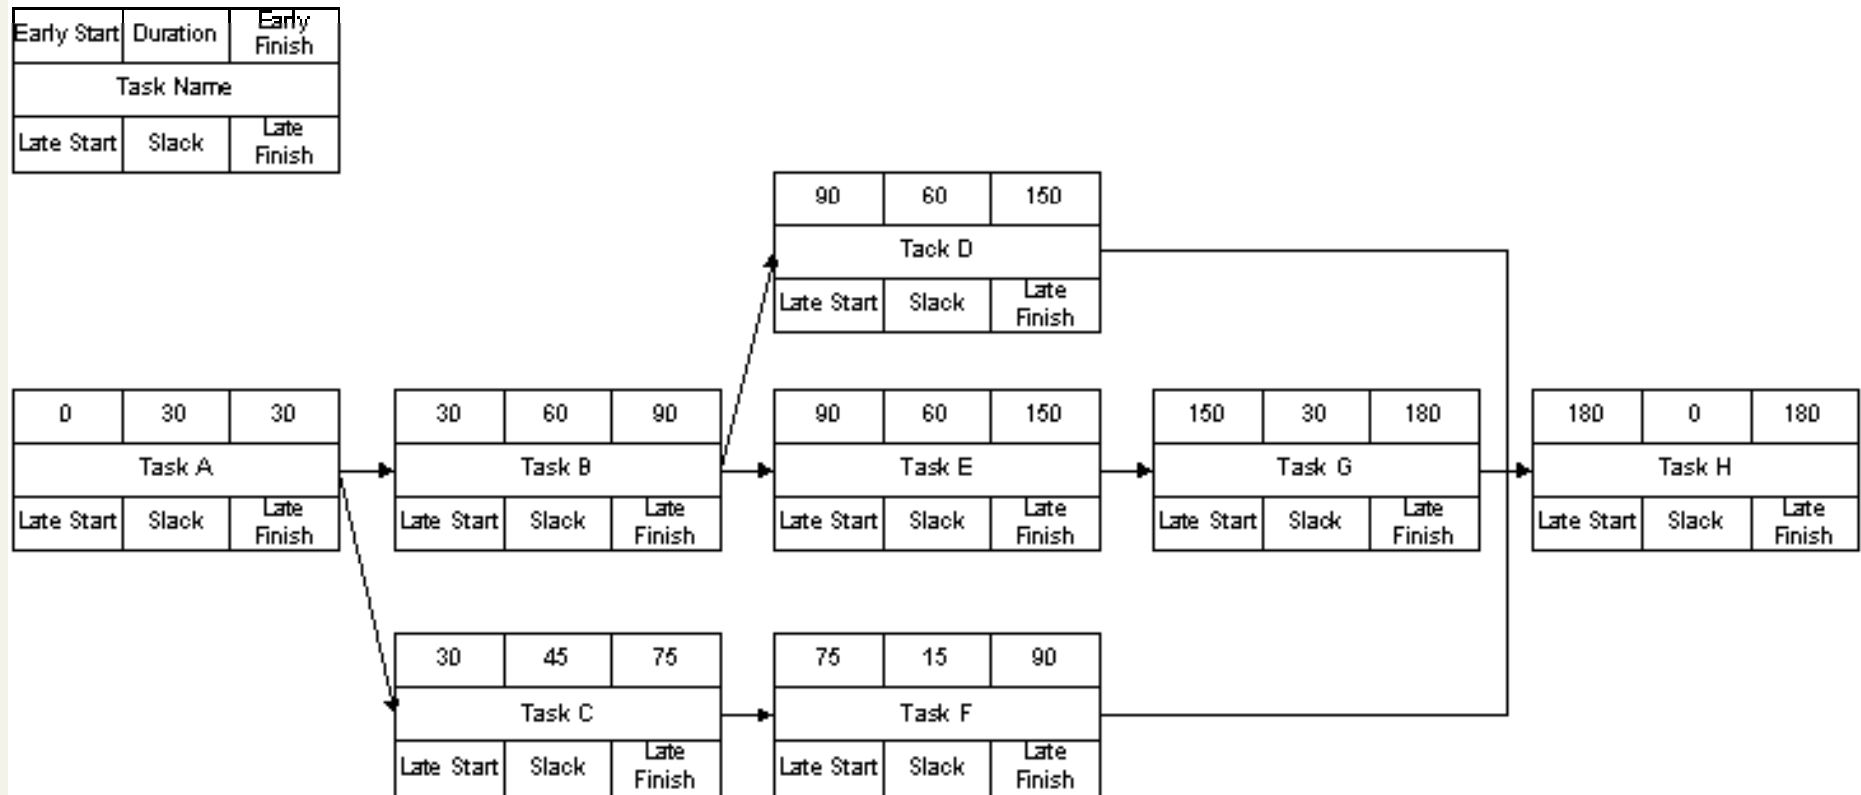 Early Start Duration Early
Finish
Task Name
Late Start Slack Late
Finish
90 60 150
Tack D
Late Start Slack Late
Finish
0 30 30
Task A
Late Start Slack Late
Finish
30 60 90
Task B
Late Start Slack Late
Finish
90 60 150
Task E
Late Start Slack Late
Finish
150 30 180
Task G
Late Start Slack Late
Finish
180 0 180
Task H
Late Start Slack Late
Finish
30 45 75
Task C
Late Start Slack Late
Finish
75 15 90
Task F
Late Start Slack Late
Finish